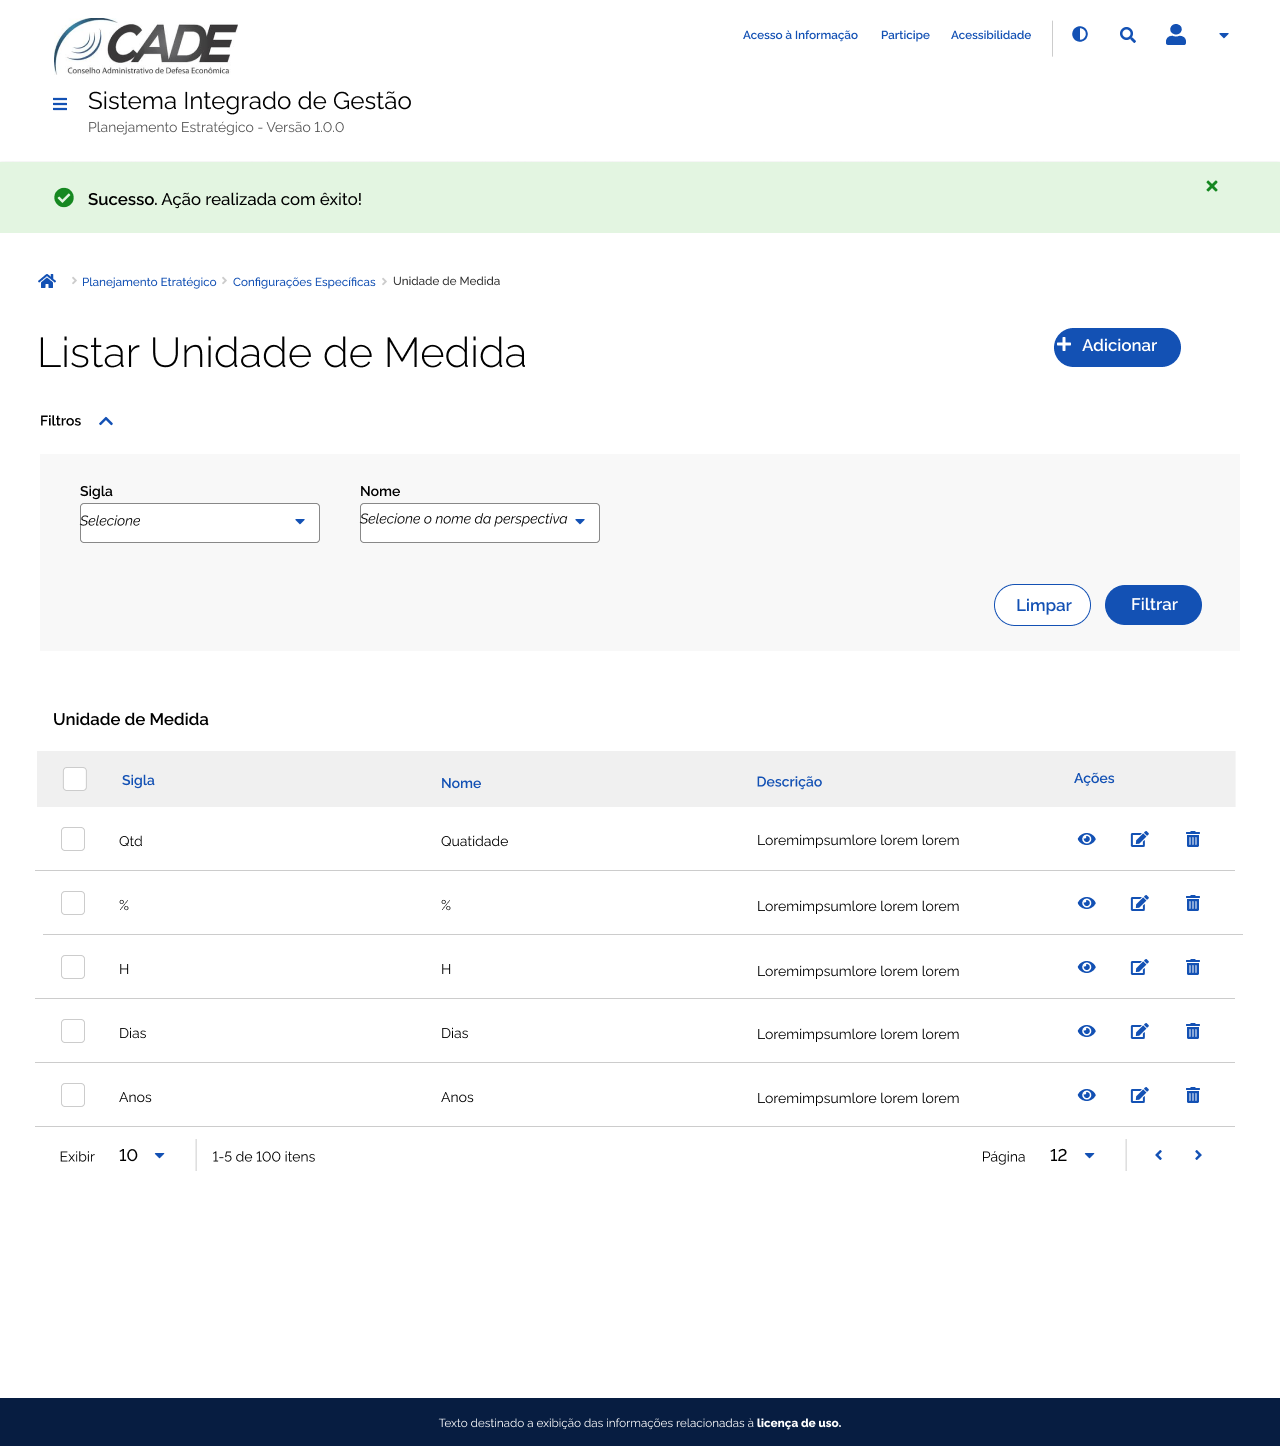 CADE
Conselho Administrativo de Defesa Econômica
Acesso à Informação Participe Acessibilidade
Sistema Integrado de Gestão
Planejamento Estratégico - Versão 1.0.0
Sucesso. Ação realizada com êxito!
Planejamento Etratégico Configurações Específicas Unidade de Medida
Listar Unidade de Medida
Adicionar
Filtros
Sigla Nome
Selecione Selecione o nome da perspectiva
Limpar Filtrar
Unidade de Medida
Sigla Nome Descrição Ações
Qtd Quatidade Loremimpsumlore lorem lorem
% % Loremimpsumlore lorem lorem
H H Loremimpsumlore lorem lorem
Dias Dias Loremimpsumlore lorem lorem
Anos Anos Loremimpsumlore lorem lorem
Exibir 10 1-5 de 100 itens Página 12
Texto destinado a exibição das informações relacionadas à licença de uso.